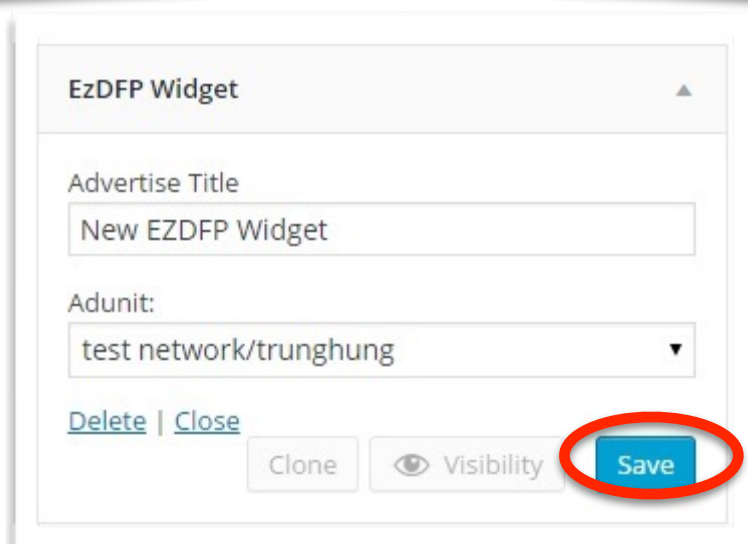 EzDFP Widget
Advertise Title
New EZDFP Widget
Adunit:
test network/trunghung
Delete | Close
Clone Visibility Save